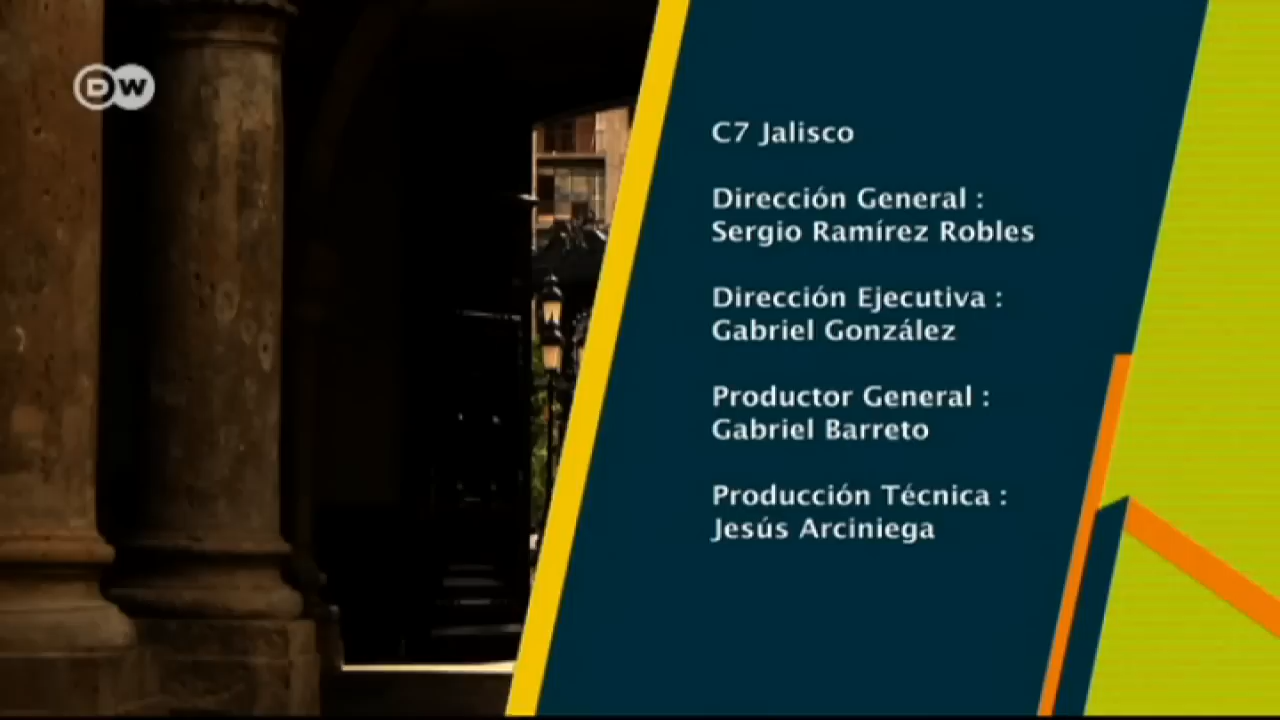 DW
C7 Jalisco
Dirección General :
Sergio Ramírez Robles
Dirección Ejecutiva :
Gabriel González
Productor General :
Gabriel Barreto
Producción Técnica :
Jesús Arciniega